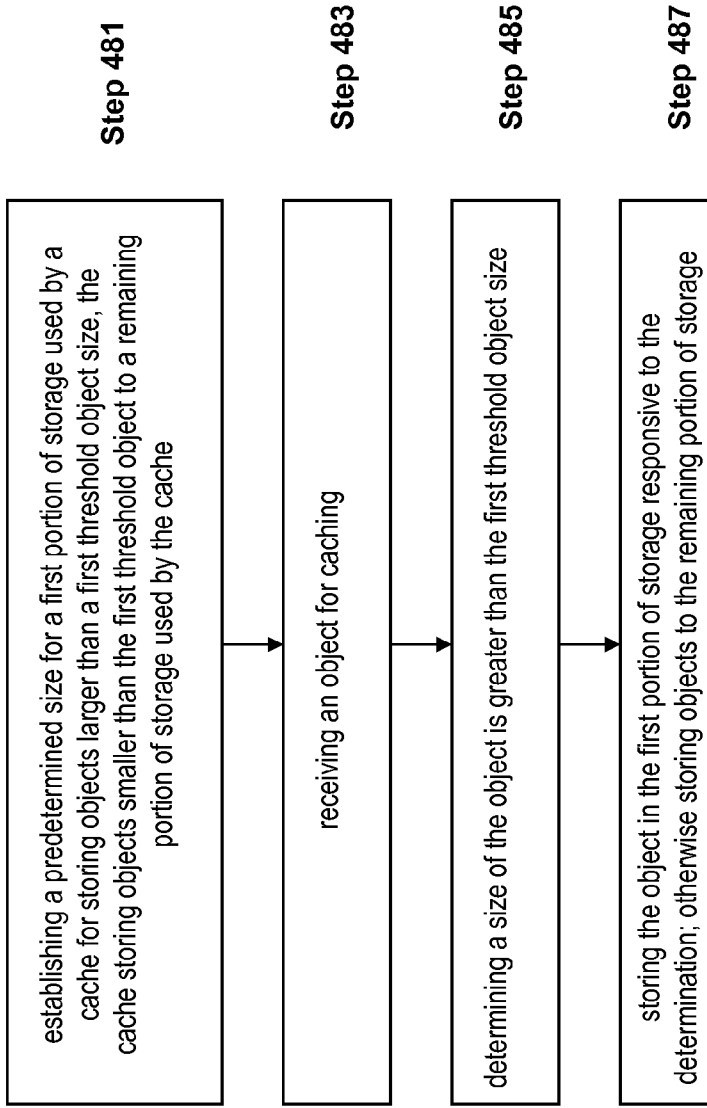 establishing a predetermined size for a first portion of storage used by a
cache for storing objects larger than a first threshold object size, the
cache storing objects smaller than the first threshold object to a remaining
portion of storage used by the cache
Step 481
receiving an object for caching
Step 483
determining a size of the object is greater than the first threshold object size
Step 485
storing the object in the first portion of storage responsive to the
determination; otherwise storing objects to the remaining portion of storage
Step 487